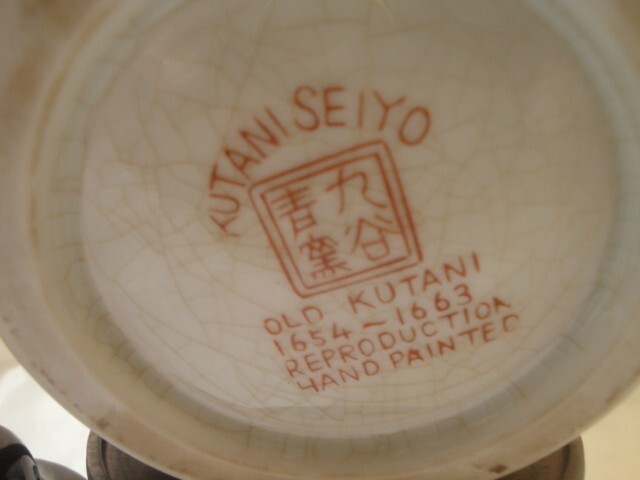 KUTANI SEIYO
九谷
青窯
OLD KUTANI
1654~1663
REPRODUCTION
HAND PAINTED